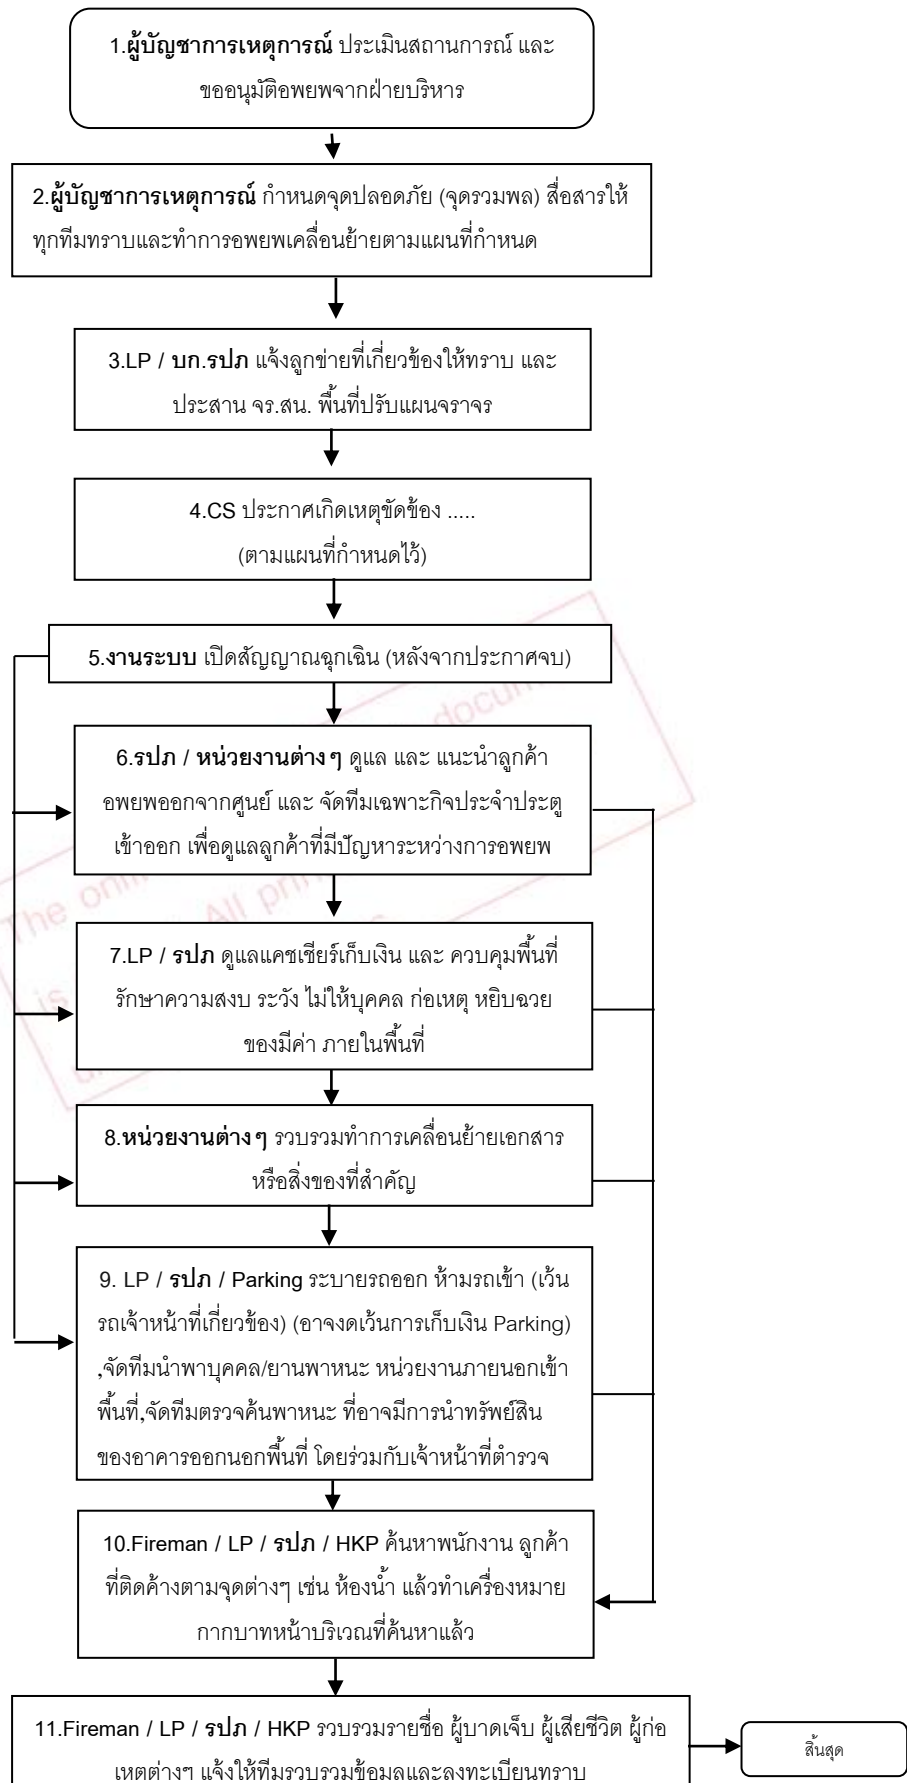 1.ผู้บัญชาการเหตุการณ์ ประเมินสถานการณ์ และ
ขออนุมัติอพยพจากฝ่ายบริหาร
2.ผู้บัญชาการเหตุการณ์ กำหนดจุดปลอดภัย (จุดรวมพล) สื่อสารให้
ทุกทีมทราบและทำการอพยพเคลื่อนย้ายตามแผนที่กำหนด
3.LP / บก.รปภ แจ้งลูกข่ายที่เกี่ยวข้องให้ทราบ และ
ประสาน จร.สน. พื้นที่ปรับแผนจราจร
4.CS ประกาศเกิดเหตุขัดข้อง .....
(ตามแผนที่กำหนดไว้)
5.งานระบบ เปิดสัญญาณฉุกเฉิน (หลังจากประกาศจบ)
6.รปภ / หน่วยงานต่างๆ ดูแล และ แนะนำลูกค้า
อพยพออกจากศูนย์ และ จัดทีมเฉพาะกิจประจำประตู
เข้าออก เพื่อดูแลลูกค้าที่มีปัญหาระหว่างการอพยพ
7.LP / รปภ ดูแลแคชเชียร์เก็บเงิน และ ควบคุมพื้นที่
รักษาความสงบ ระวัง ไม่ให้บุคคล ก่อเหตุ หยิบฉวย
ของมีค่า ภายในพื้นที่
8.หน่วยงานต่างๆ รวบรวมทำการเคลื่อนย้ายเอกสาร
หรือสิ่งของที่สำคัญ
9. LP / รปภ / Parking ระบายรถออก ห้ามรถเข้า (เว้น
รถเจ้าหน้าที่เกี่ยวข้อง) (อาจงดเว้นการเก็บเงิน Parking)
,จัดทีมนำพาบุคคล/ยานพาหนะ หน่วยงานภายนอกเข้า
พื้นที่,จัดทีมตรวจค้นพาหนะ ที่อาจมีการนำทรัพย์สิน
ของอาคารออกนอกพื้นที่ โดยร่วมกับเจ้าหน้าที่ตำรวจ
10.Fireman / LP / รปภ / HKP ค้นหาพนักงาน ลูกค้า
ที่ติดค้างตามจุดต่างๆ เช่น ห้องน้ำ แล้วทำเครื่องหมาย
กากบาทหน้าบริเวณที่ค้นหาแล้ว
11.Fireman / LP / รปภ / HKP รวบรวมรายชื่อ ผู้บาดเจ็บ ผู้เสียชีวิต ผู้ก่อ
เหตุต่างๆ แจ้งให้ทีมรวบรวมข้อมูลและลงทะเบียนทราบ
สิ้นสุด
The
All